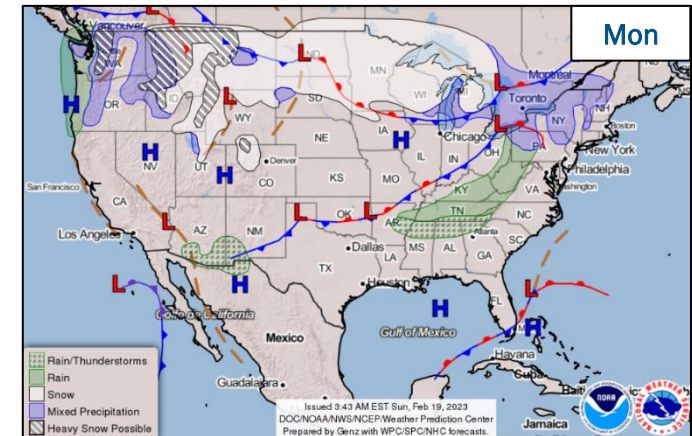 Mon
Vancouver
WA
ND
MN
Montreal
OR
ID
SD
WI
MI
Toronto
NH
WY
NY
Boston
NE
IA
Chicago
PA
New York
NV
UT
Denver
IL
IN
OH
Philadelphia
San Francisco
CO
KS
MO
KY
VA
Washington
CA
Los Angeles
AZ
NM
OK
AR
TN
NC
Atlanta
SC
Dallas
MS
AL
GA
TX
LA
Houston
FL
Golfo de California
Mexico
Gulf of Mexico
Havana
Cuba
Guadalajara
Jamaica
H
H
H
H
H
H
H
L
L
L
L
L
L
L
L
L
L
Rain/Thunderstorms
Rain
Snow
Mixed Precipitation
Heavy Snow Possible
Issued 3:43 AM EST Sun, Feb 19, 2023
DOC/NOAA/NWS/NCEP/Weather Prediction Center
Prepared by Genz with WPC/SPC/NHC forecasts.
NOAA